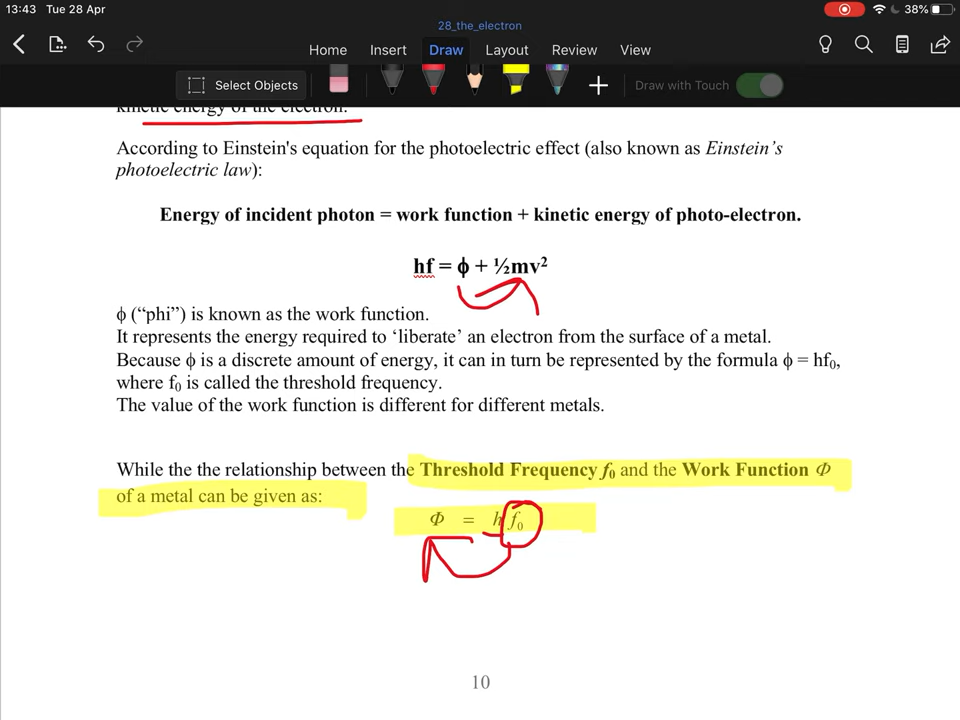 13:43 Tue 28 Apr
38%
28_the_electron
Home Insert Draw Layout Review View
Select Objects
Draw with Touch
kinetic energy of the electron.
According to Einstein's equation for the photoelectric effect (also known as Einstein's
photoelectric law):
Energy of incident photon = work function + kinetic energy of photo-electron.
hf = ϕ + ½mv²
ϕ (“phi”) is known as the work function.
It represents the energy required to ‘liberate’ an electron from the surface of a metal.
Because ϕ is a discrete amount of energy, it can in turn be represented by the formula ϕ = hf₀,
where f₀ is called the threshold frequency.
The value of the work function is different for different metals.
While the the relationship between the Threshold Frequency f₀ and the Work Function Φ
of a metal can be given as:
Φ = hf₀
10